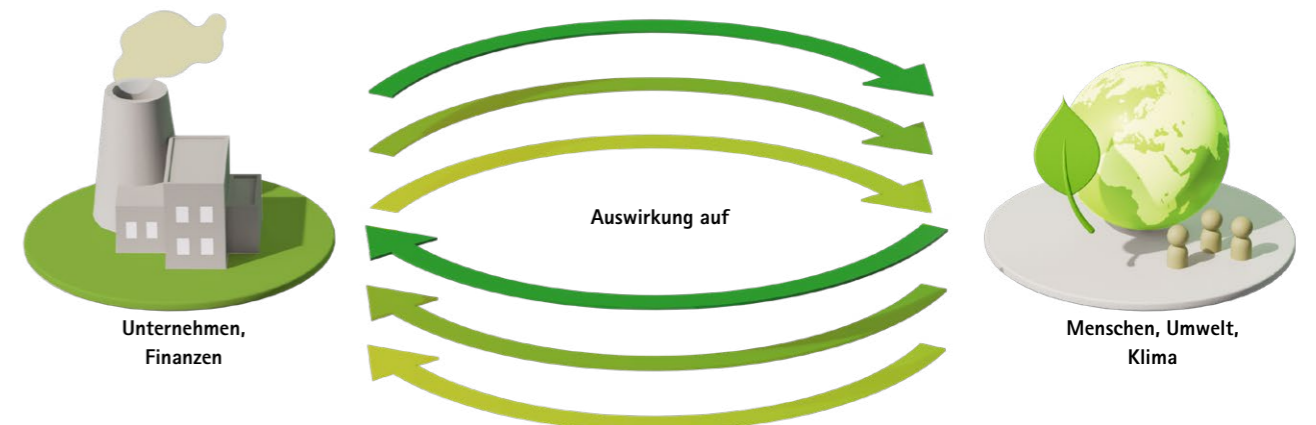 Auswirkung auf
Unternehmen,
Finanzen
Menschen, Umwelt,
Klima